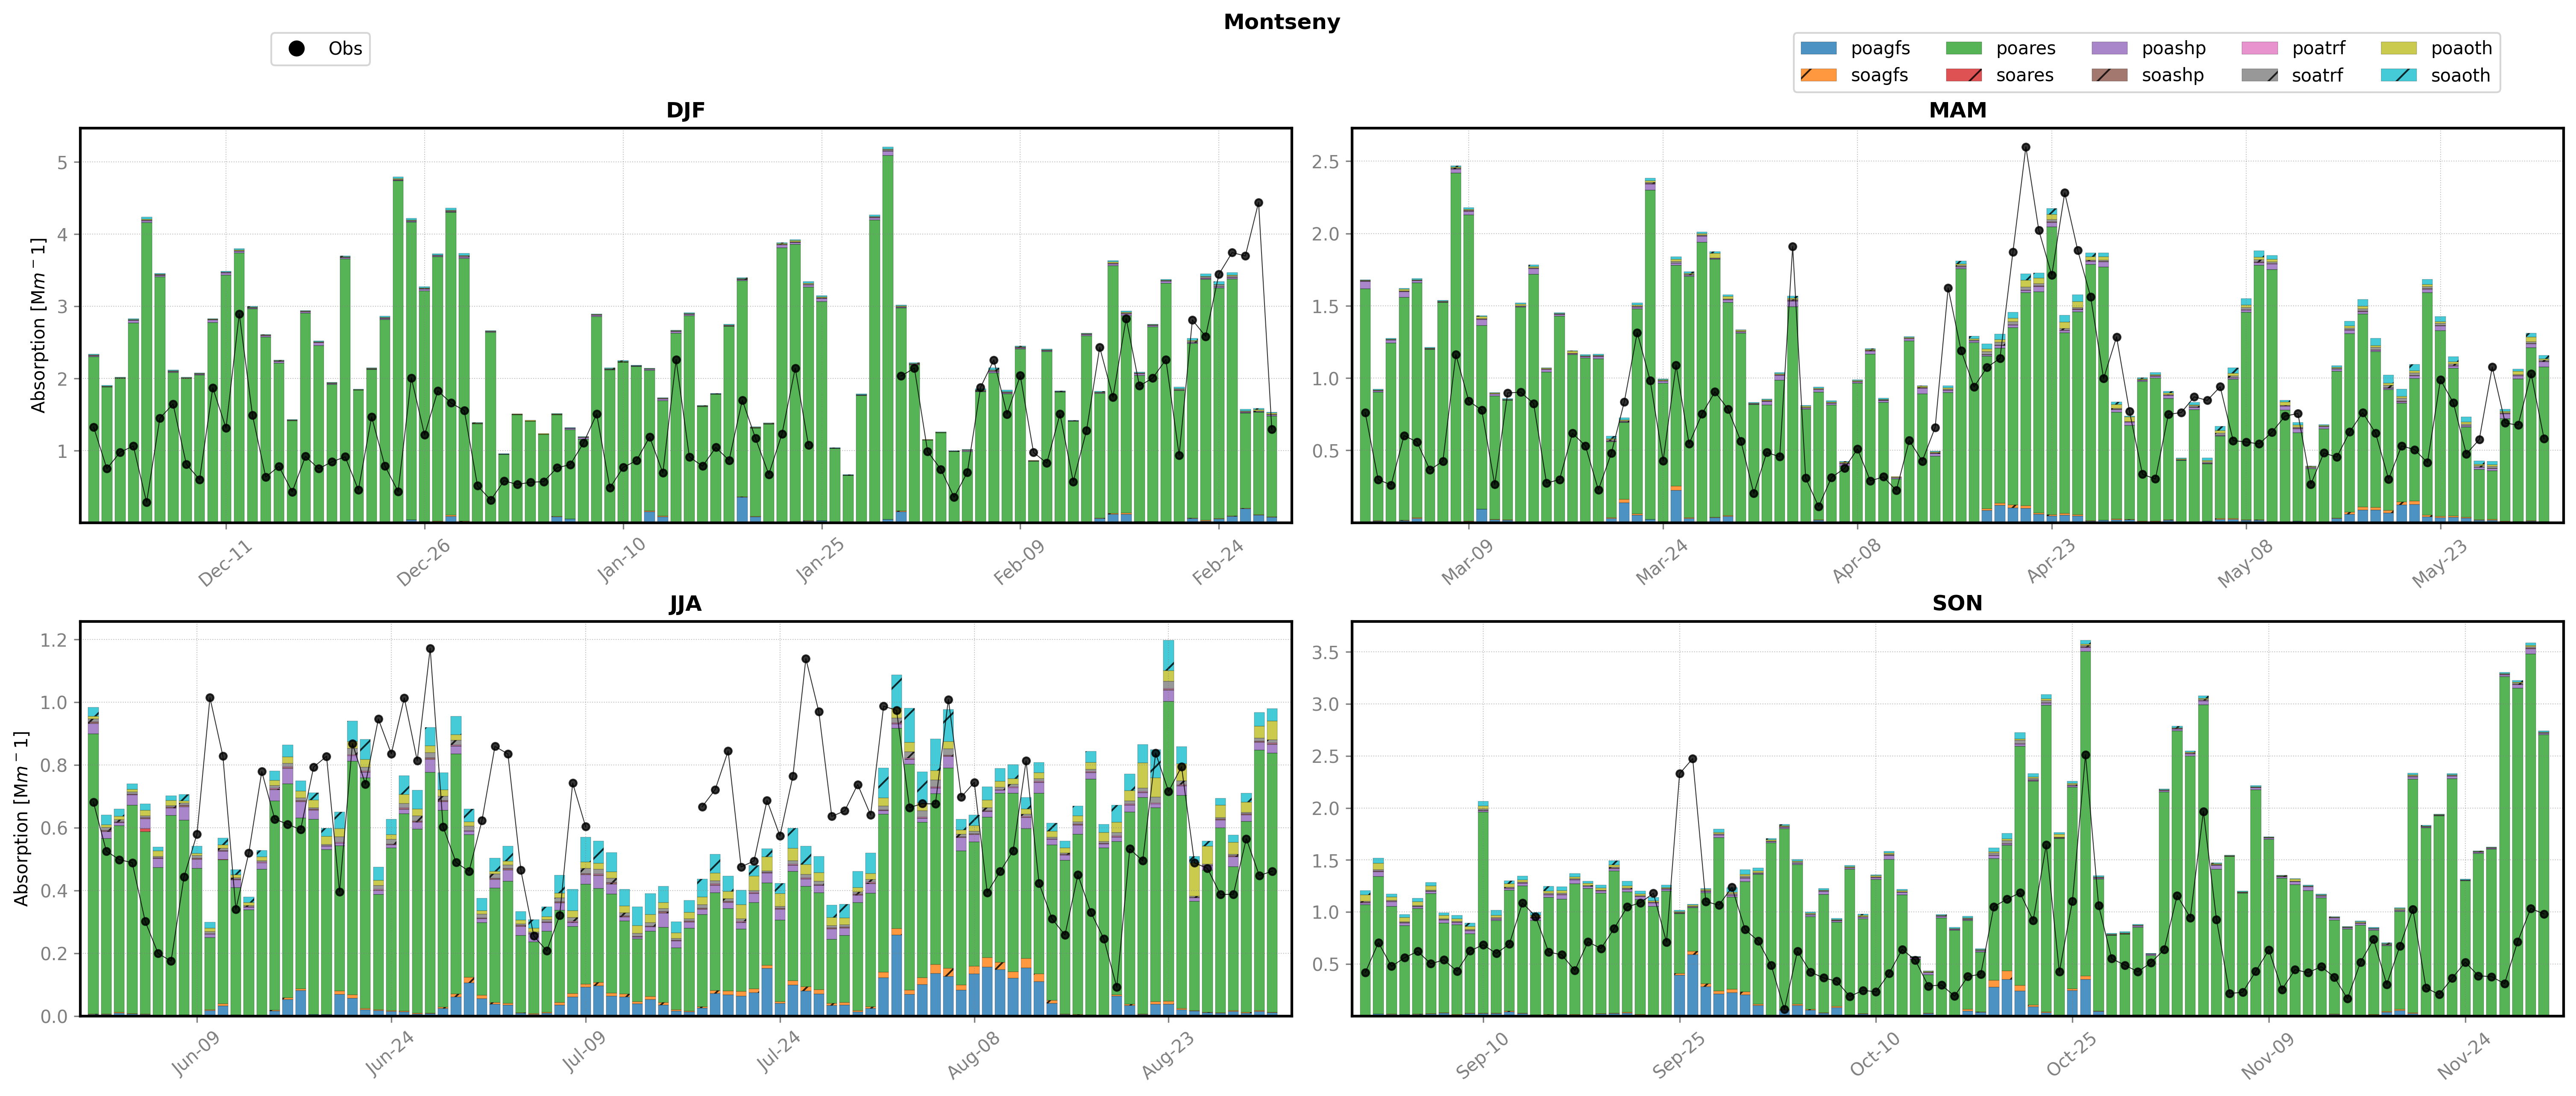 Montseny
Obs
poagfs poares poashp poatrf poaoth
soagfs soares soashp soatrf soaoth
DJF
MAM
Absorption [Mm−1]
5
4
3
2
1
Dec-11 Dec-26 Jan-10 Jan-25 Feb-09 Feb-24
2.5
2.0
1.5
1.0
0.5
Mar-09 Mar-24 Apr-08 Apr-23 May-08 May-23
JJA
SON
Absorption [Mm−1]
1.2
1.0
0.8
0.6
0.4
0.2
0.0
Jun-09 Jun-24 Jul-09 Jul-24 Aug-08 Aug-23
3.5
3.0
2.5
2.0
1.5
1.0
0.5
Sep-10 Sep-25 Oct-10 Oct-25 Nov-09 Nov-24